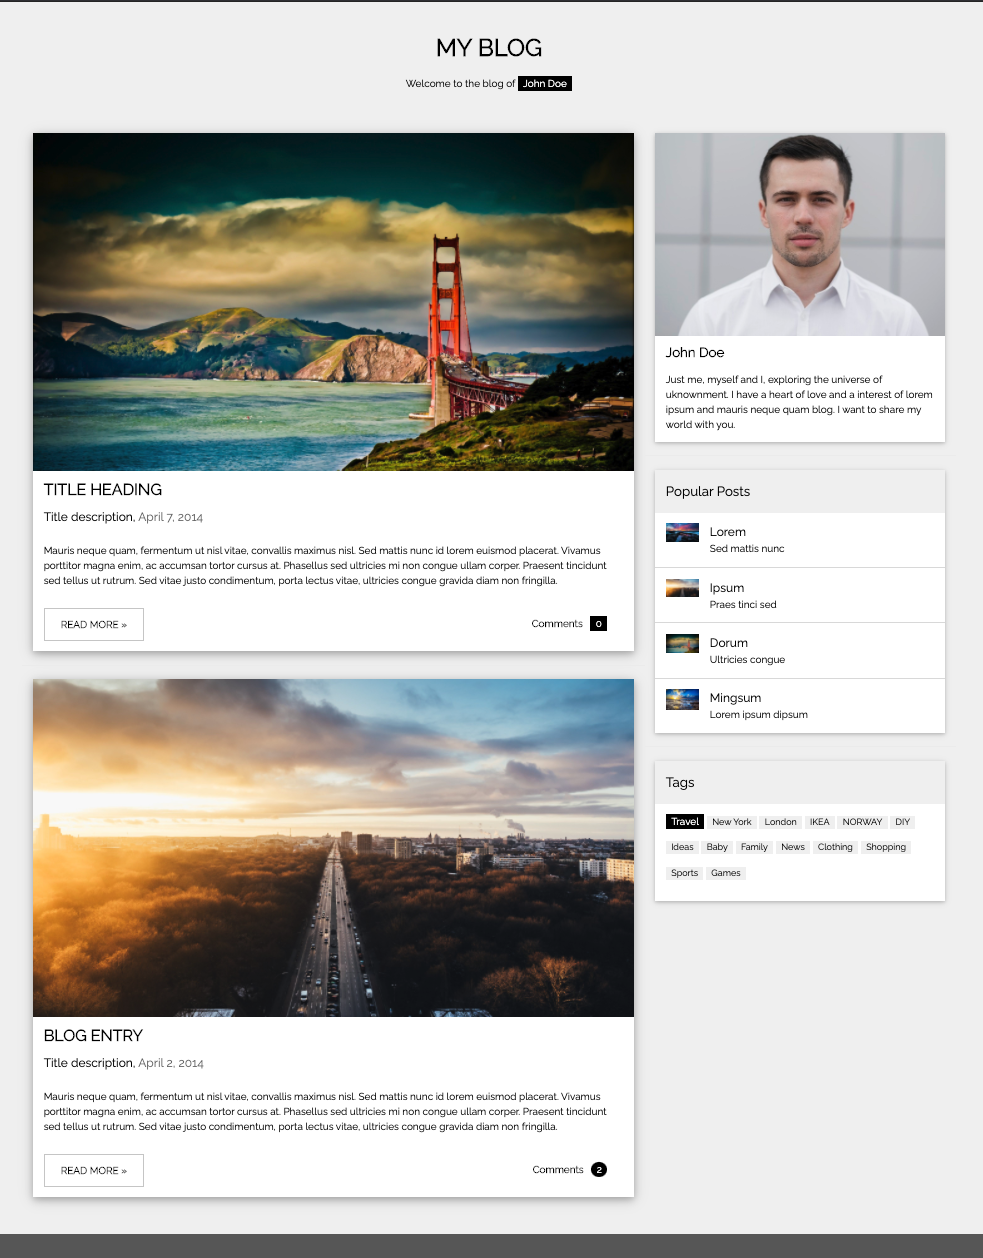 MY BLOG
Welcome to the blog of John Doe
TITLE HEADING
Title description, April 7, 2014
Mauris neque quam, fermentum ut nisl vitae, convallis maximus nisl. Sed mattis nunc id lorem euismod placerat. Vivamus
porttitor magna enim, ac accumsan tortor cursus at. Phasellus sed ultricies mi non congue ullam corper. Praesent tincidunt
sed tellus ut rutrum. Sed vitae justo condimentum, porta lectus vitae, ultricies congue gravida diam non fringilla.
READ MORE »
Comments 0
BLOG ENTRY
Title description, April 2, 2014
Mauris neque quam, fermentum ut nisl vitae, convallis maximus nisl. Sed mattis nunc id lorem euismod placerat. Vivamus
porttitor magna enim, ac accumsan tortor cursus at. Phasellus sed ultricies mi non congue ullam corper. Praesent tincidunt
sed tellus ut rutrum. Sed vitae justo condimentum, porta lectus vitae, ultricies congue gravida diam non fringilla.
READ MORE »
Comments 2
John Doe
Just me, myself and I, exploring the universe of
uknownment. I have a heart of love and a interest of lorem
ipsum and mauris neque quam blog. I want to share my
world with you.
Popular Posts
Lorem
Sed mattis nunc
Ipsum
Praes tinci sed
Dorum
Ultricies congue
Mingsum
Lorem ipsum dipsum
Tags
Travel New York London IKEA NORWAY DIY
Ideas Baby Family News Clothing Shopping
Sports Games